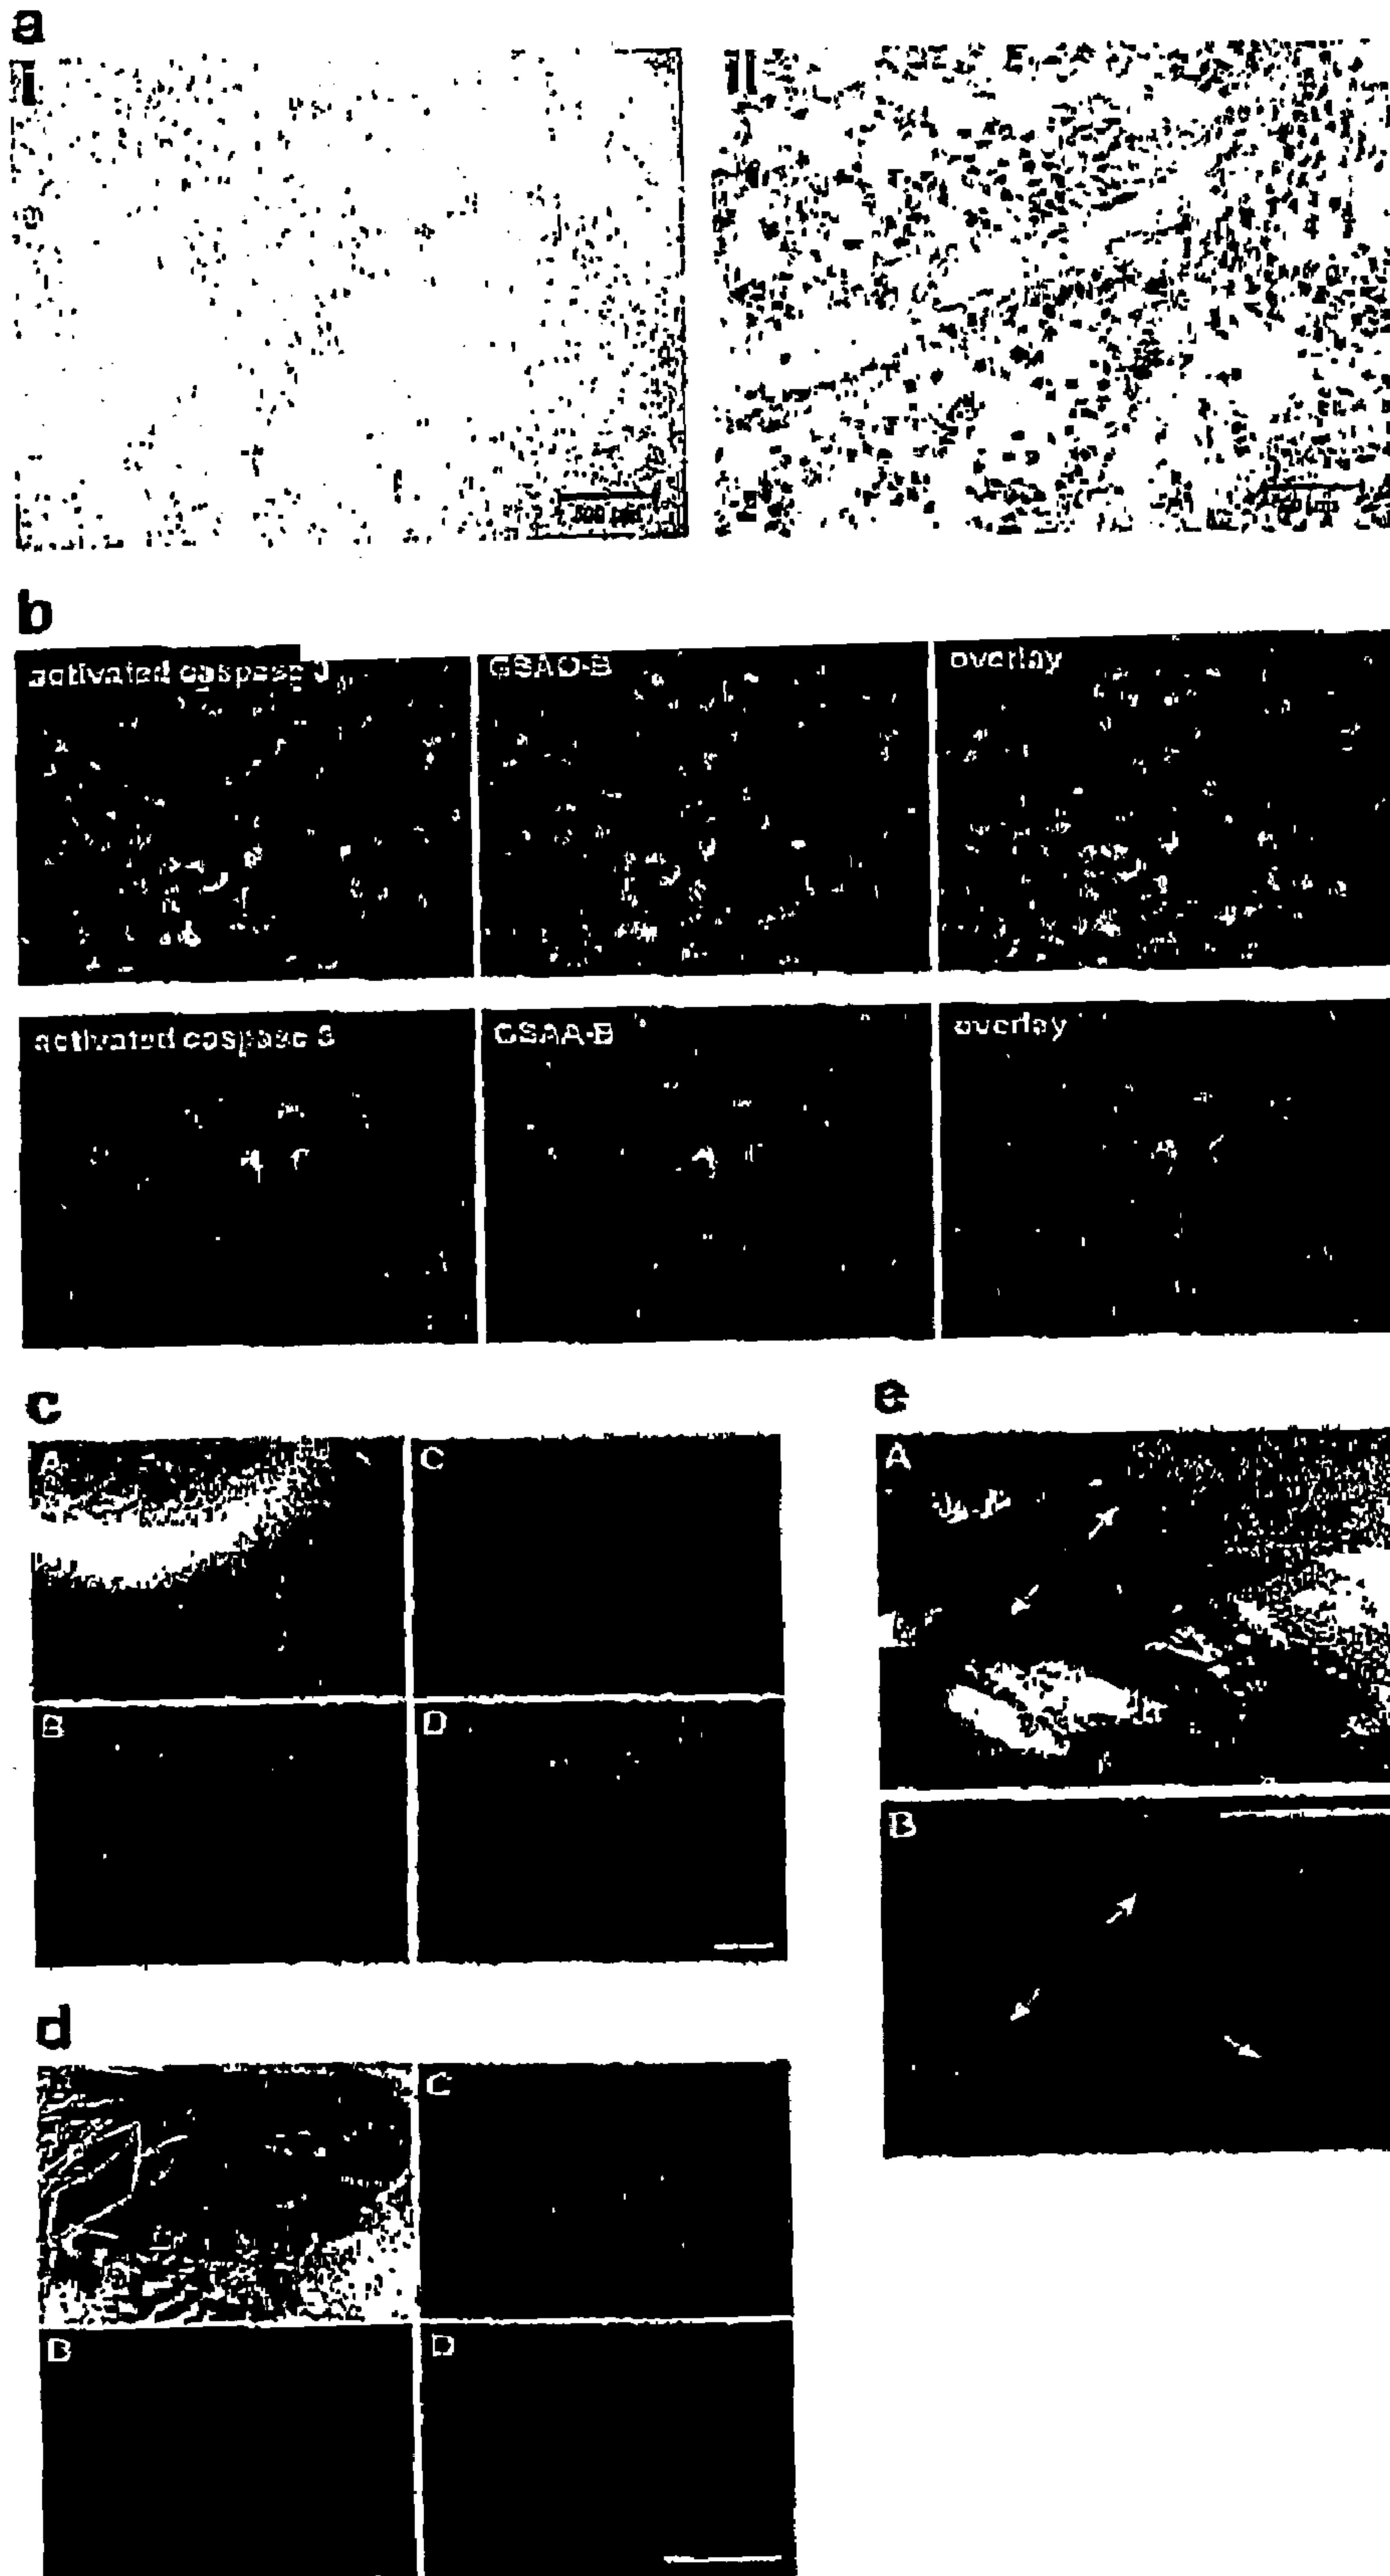 a
i
ii
b
activated caspase 3
GSAO-B
overlay
activated caspase 3
GSAA-B
overlay
c
e
A
C
A
B
D
B
d
C
B
D